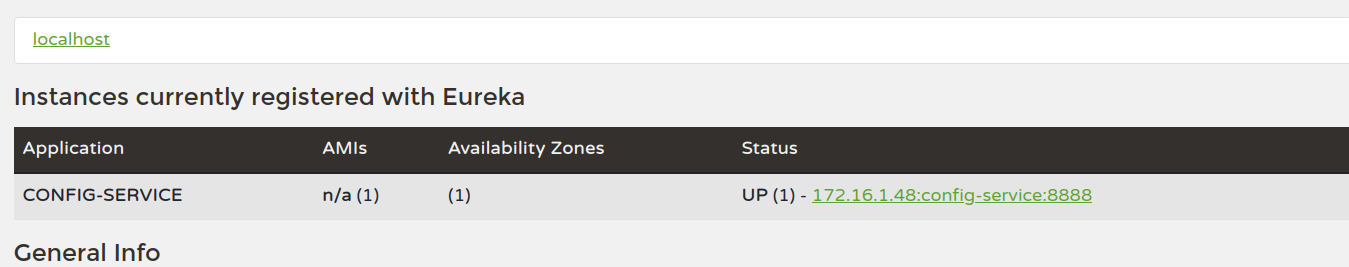 localhost
Instances currently registered with Eureka
Application AMIs Availability Zones Status
CONFIG-SERVICE n/a (1) (1) UP (1) - 172.16.1.48:config-service:8888
General Info